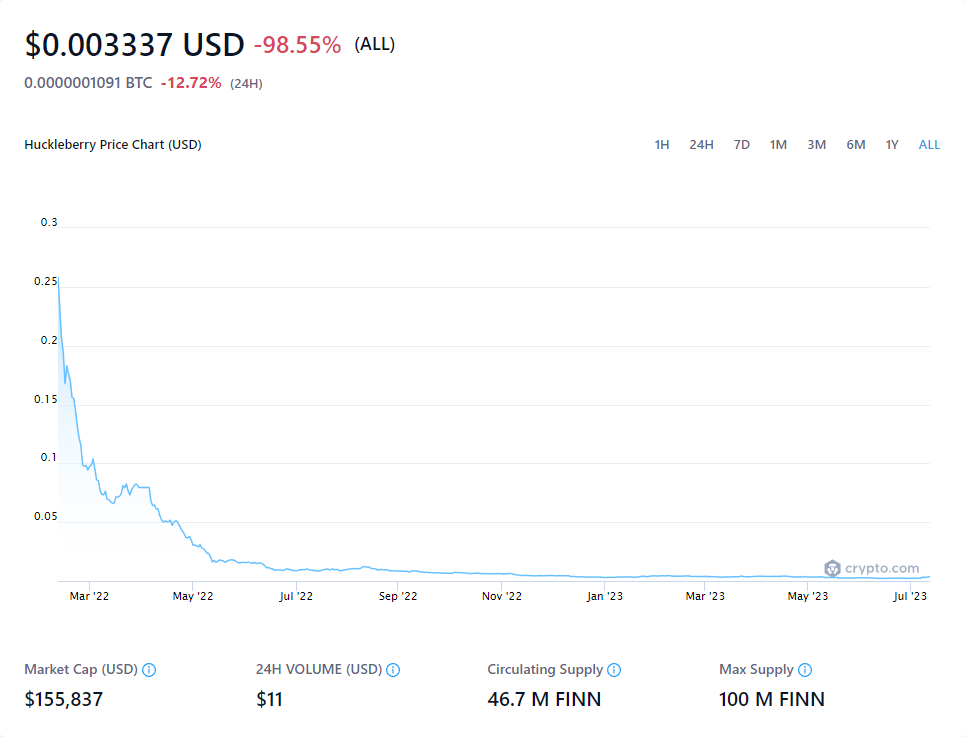 $0.003337 USD -98.55% (ALL)
0.0000001091 BTC -12.72% (24H)
Huckleberry Price Chart (USD) 1H 24H 7D 1M 3M 6M 1Y ALL
0.3
0.25
0.2
0.15
0.1
0.05
crypto.com
Mar '22 May '22 Jul '22 Sep '22 Nov '22 Jan '23 Mar '23 May '23 Jul '23
Market Cap (USD) 24H VOLUME (USD) Circulating Supply Max Supply
$155,837 $11 46.7 M FINN 100 M FINN